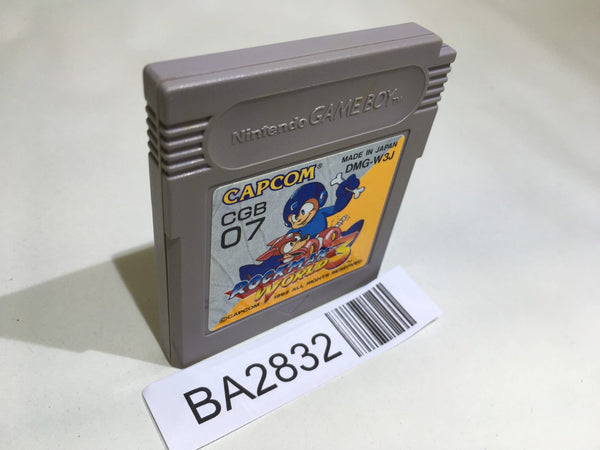 Nintendo GAME BOY TM
CAPCOM®
MADE IN JAPAN
DMG-W3J
CGB
07
ROCKMAN
WORLD 3
©CAPCOM 1992 ALL RIGHTS RESERVED
BA2832